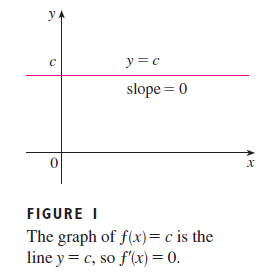 y
c
y = c
slope = 0
0
x
FIGURE 1
The graph of f(x) = c is the
line y = c, so f′(x) = 0.